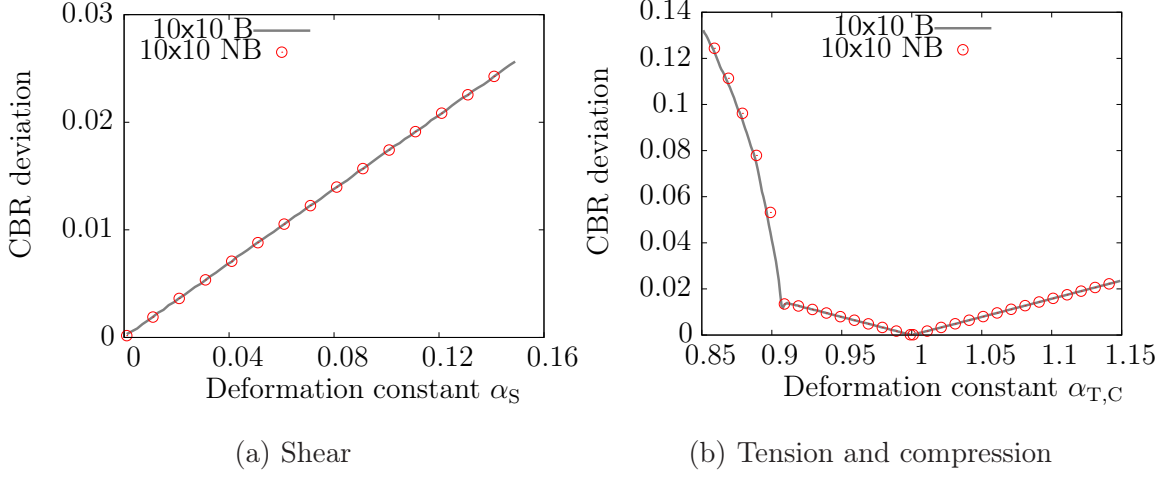 0.03
0.02
0.01
0
CBR deviation
10x10 B
10x10 NB
0 0.04 0.08 0.12 0.16
Deformation constant αS
(a) Shear
0.14
0.12
0.1
0.08
0.06
0.04
0.02
0
CBR deviation
10x10 B
10x10 NB
0.85 0.9 0.95 1 1.05 1.1 1.15
Deformation constant αT,C
(b) Tension and compression